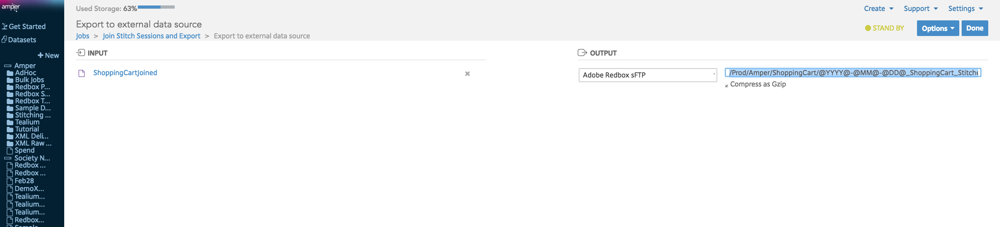 amper
Used Storage: 63%
Create
Support
Settings
Get Started
Datasets
+ New
Amper
AdHoc
Bulk Jobs
Redbox P...
Redbox S...
Redbox T...
Sample D...
Stitching ...
Tealium
Tutorial
XML Deli...
XML Raw ...
Spend
Society N...
Redbox ...
Redbox ...
Feb28
DemoX...
Tealium...
Tealium...
Tealium...
Redbox...
Export to external data source
Jobs > Join Stitch Sessions and Export > Export to external data source
STAND BY
Options
Done
INPUT
ShoppingCartJoined
OUTPUT
Adobe Redbox sFTP
/Prod/Amper/ShoppingCart/@YYYY@-@MM@-@DD@_ShoppingCart_Stitche
Compress as Gzip